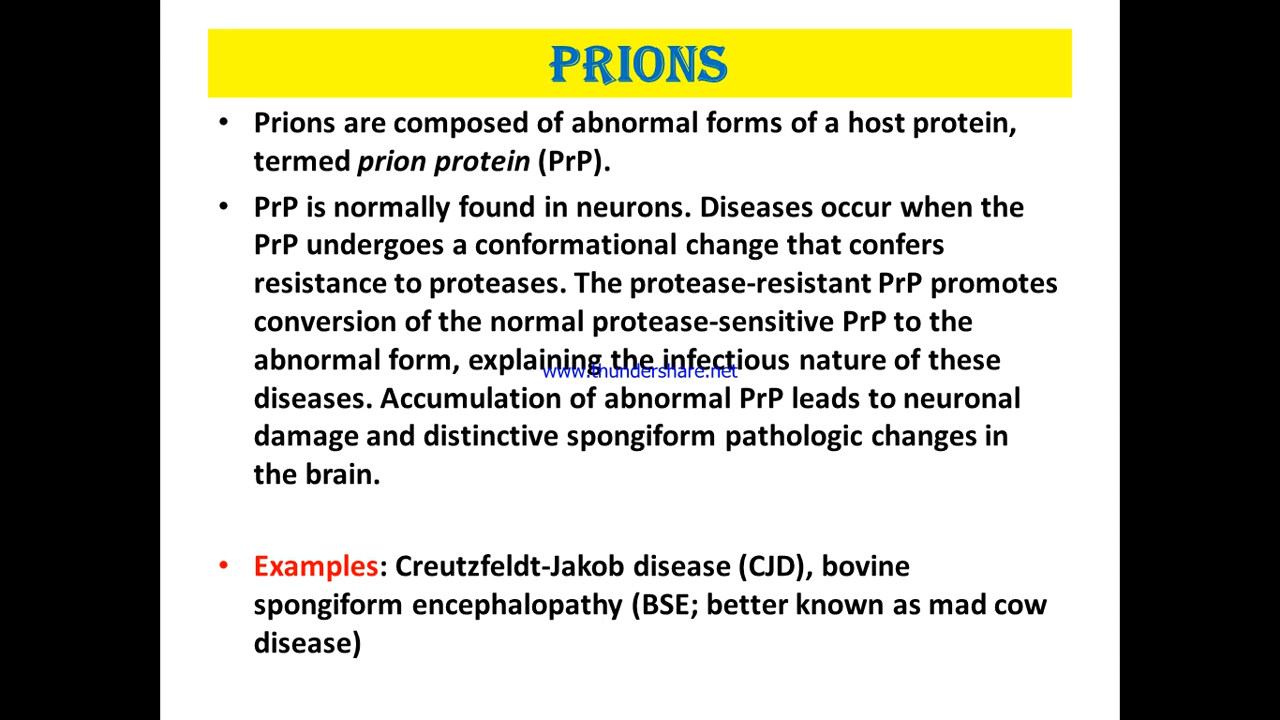 PRIONS
• Prions are composed of abnormal forms of a host protein,
termed prion protein (PrP).
• PrP is normally found in neurons. Diseases occur when the
PrP undergoes a conformational change that confers
resistance to proteases. The protease-resistant PrP promotes
conversion of the normal protease-sensitive PrP to the
abnormal form, explaining the infectious nature of these
www.thundershare.net
diseases. Accumulation of abnormal PrP leads to neuronal
damage and distinctive spongiform pathologic changes in
the brain.
• Examples: Creutzfeldt-Jakob disease (CJD), bovine
spongiform encephalopathy (BSE; better known as mad cow
disease)